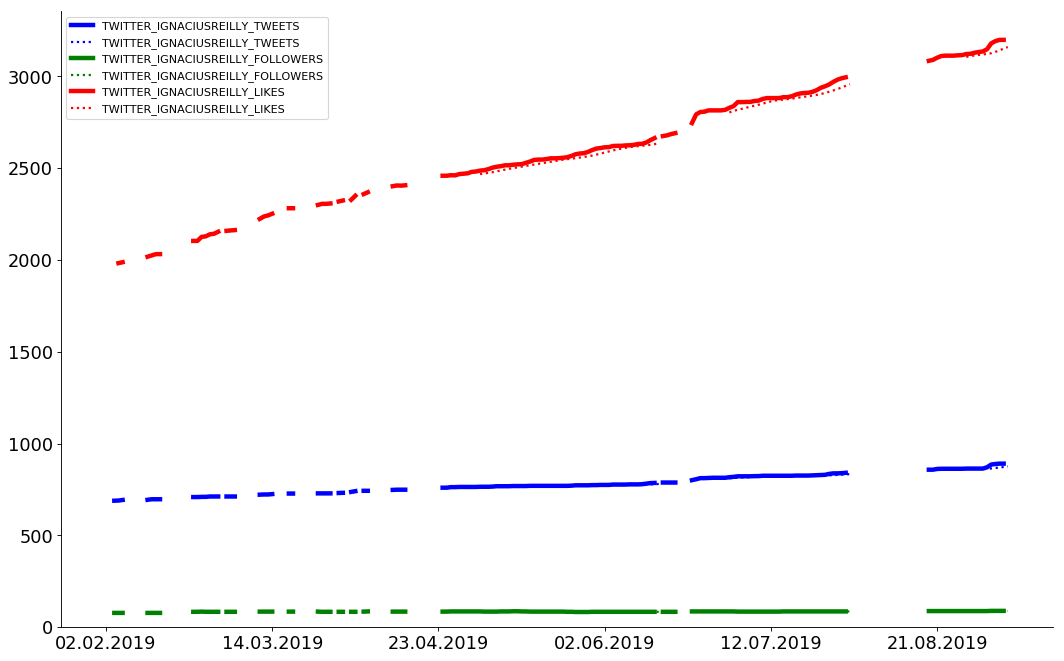 TWITTER_IGNACIUSREILLY_TWEETS
TWITTER_IGNACIUSREILLY_TWEETS
TWITTER_IGNACIUSREILLY_FOLLOWERS
TWITTER_IGNACIUSREILLY_FOLLOWERS
TWITTER_IGNACIUSREILLY_LIKES
TWITTER_IGNACIUSREILLY_LIKES
3000
2500
2000
1500
1000
500
0
02.02.2019 14.03.2019 23.04.2019 02.06.2019 12.07.2019 21.08.2019